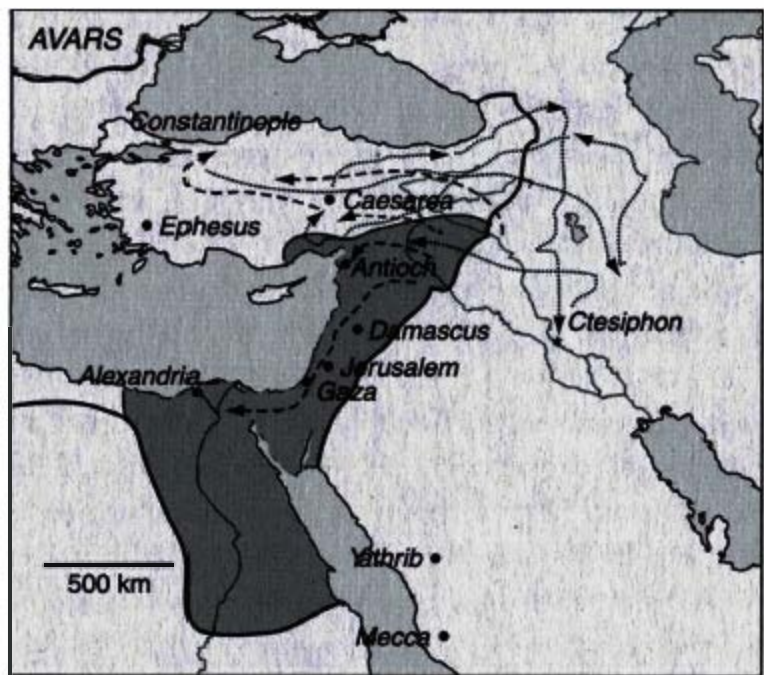 AVARS
Constantinople
Caesarea
Ephesus
Antioch
Ctesiphon
Damascus
Jerusalem
Alexandria
Gaza
Yathrib
500 km
Mecca